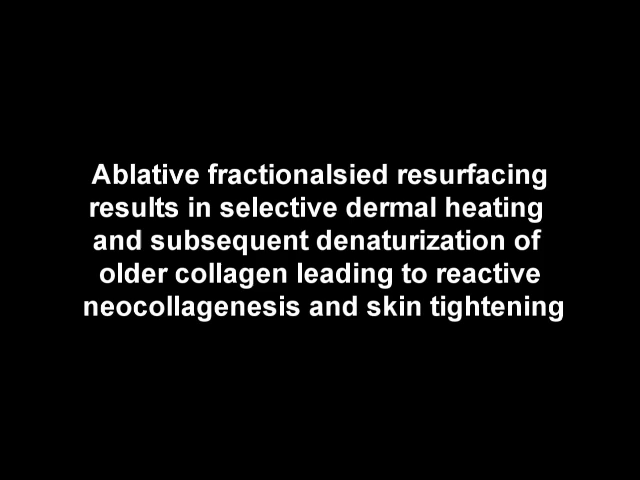 Ablative fractionalsied resurfacing
results in selective dermal heating
and subsequent denaturization of
older collagen leading to reactive
neocollagenesis and skin tightening